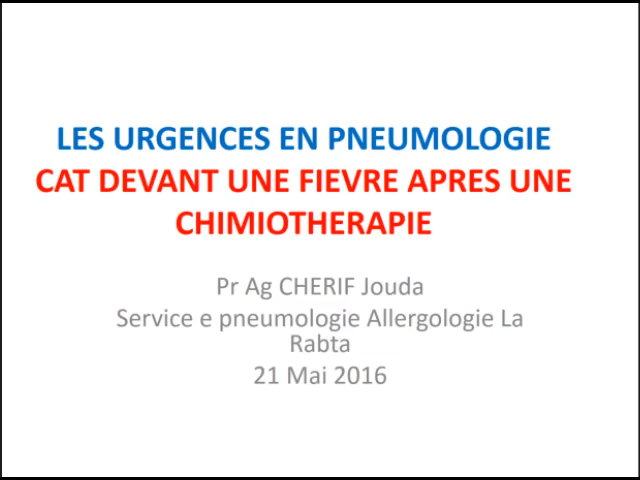 LES URGENCES EN PNEUMOLOGIE
CAT DEVANT UNE FIEVRE APRES UNE
CHIMIOTHERAPIE
Pr Ag CHERIF Jouda
Service e pneumologie Allergologie La
Rabta
21 Mai 2016